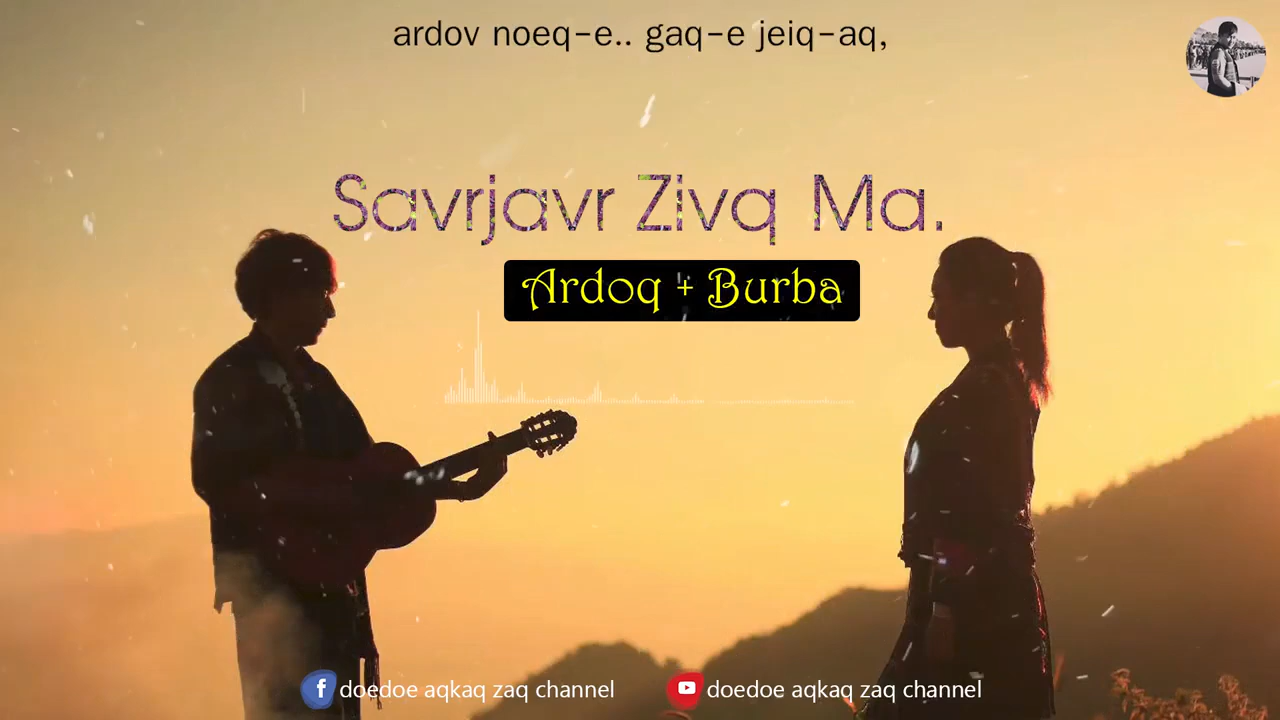 ardov noeq-e.. gaq-e jeiq-aq,
Savrjavr Zivq Ma.
Ardoq + Burba
doedoe aqkaq zaq channel
doedoe aqkaq zaq channel